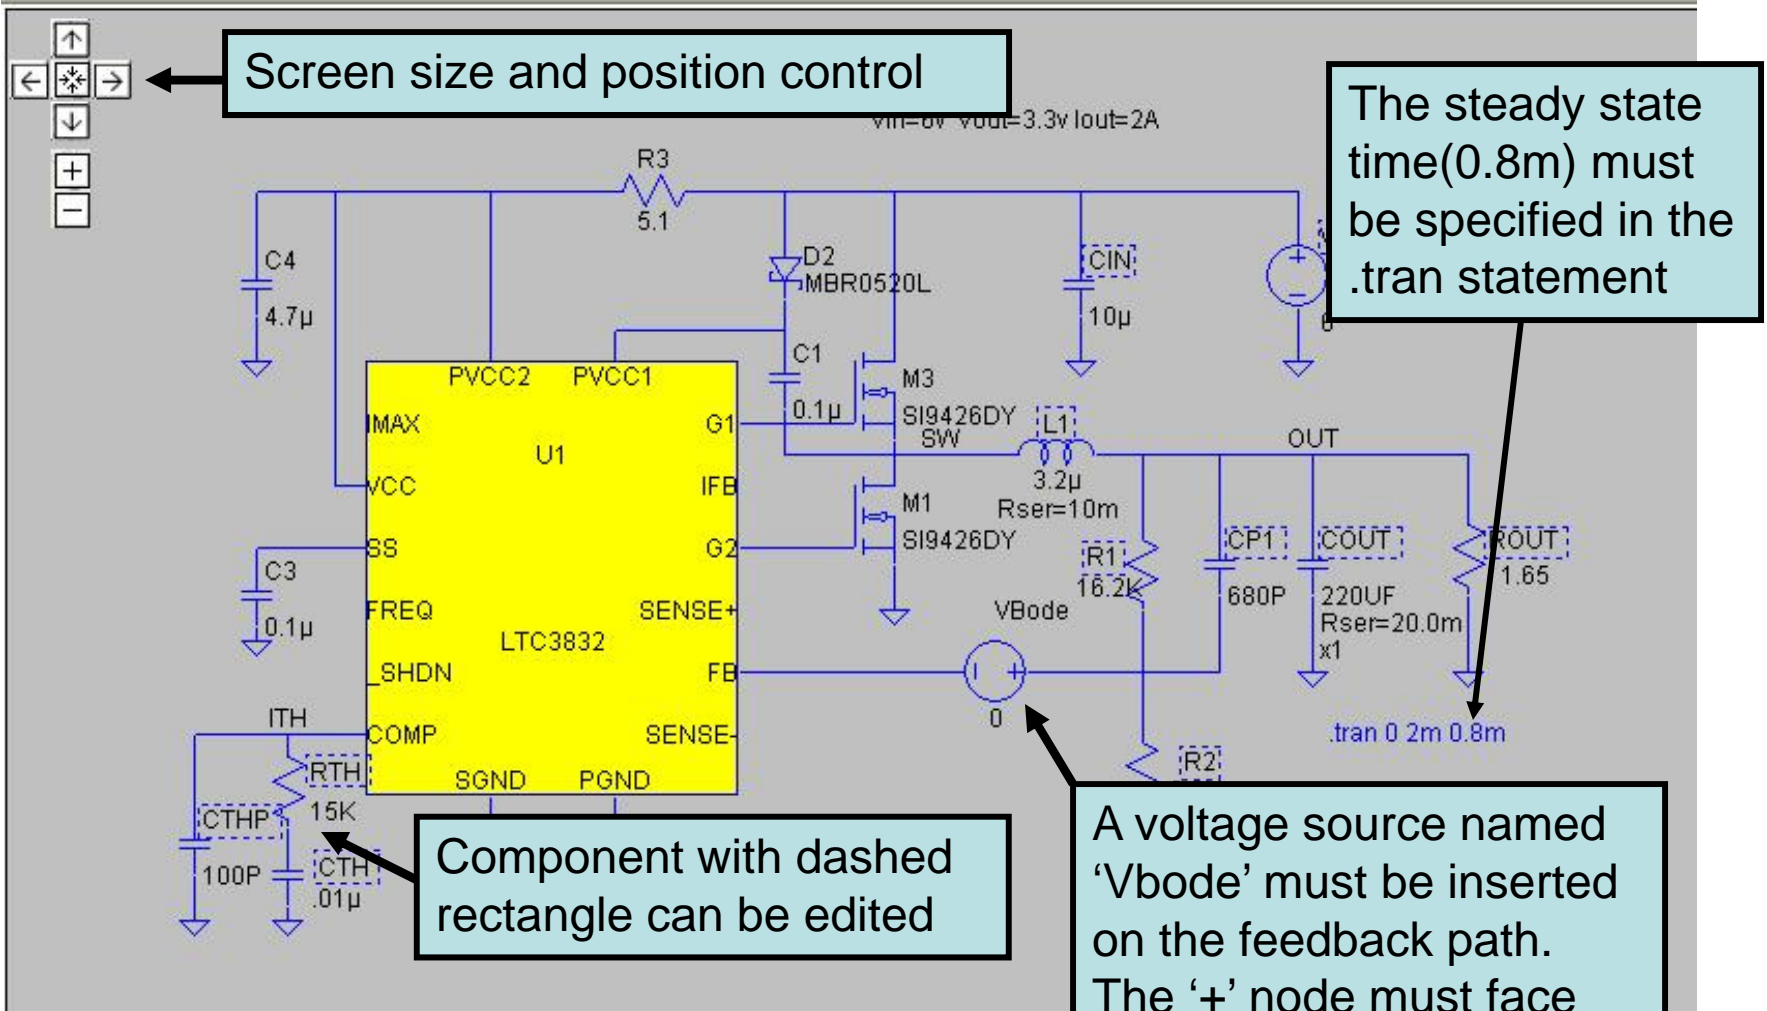 Screen size and position control
The steady state
time(0.8m) must
be specified in the
.tran statement
Vin=6v Vout=3.3v Iout=2A
R3
5.1
C4
4.7µ
D2
MBR0520L
CIN
10µ
C1
0.1µ
PVCC2 PVCC1
IMAX
G1
U1
VCC
IFB
SS
G2
FREQ
SENSE+
LTC3832
_SHDN
FB
COMP
SENSE-
SGND PGND
M3
SI9426DY
SW
M1
SI9426DY
L1
3.2µ
Rser=10m
OUT
R1
16.2K
CP1
680P
COUT
220UF
Rser=20.0m
x1
ROUT
1.65
C3
0.1µ
VBode
0
ITH
RTH
15K
CTHP
100P
CTH
.01µ
R2
.tran 0 2m 0.8m
Component with dashed
rectangle can be edited
A voltage source named
‘Vbode’ must be inserted
on the feedback path.
The ‘+’ node must face